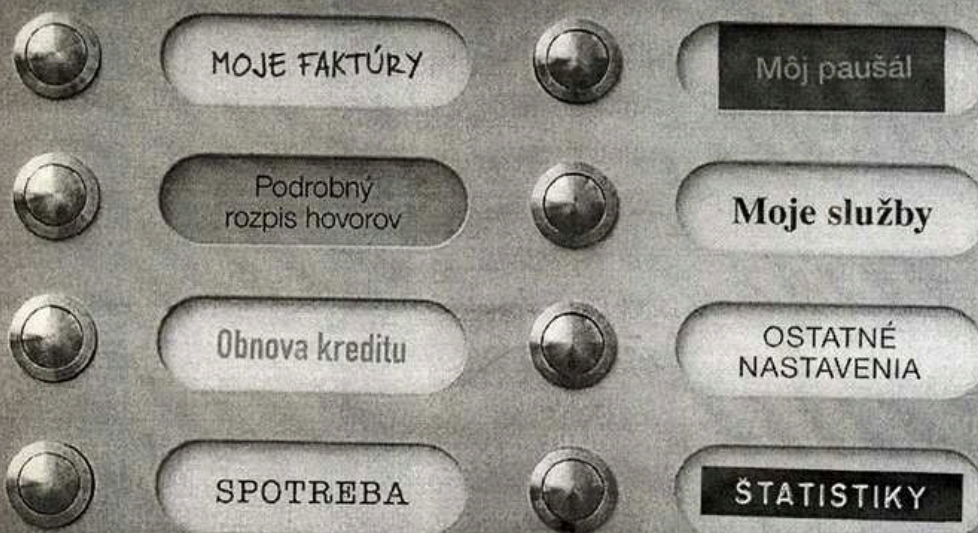 MOJE FAKTÚRY
Môj paušál
Podrobný
rozpis hovorov
Moje služby
Obnova kreditu
OSTATNÉ
NASTAVENIA
SPOTREBA
ŠTATISTIKY